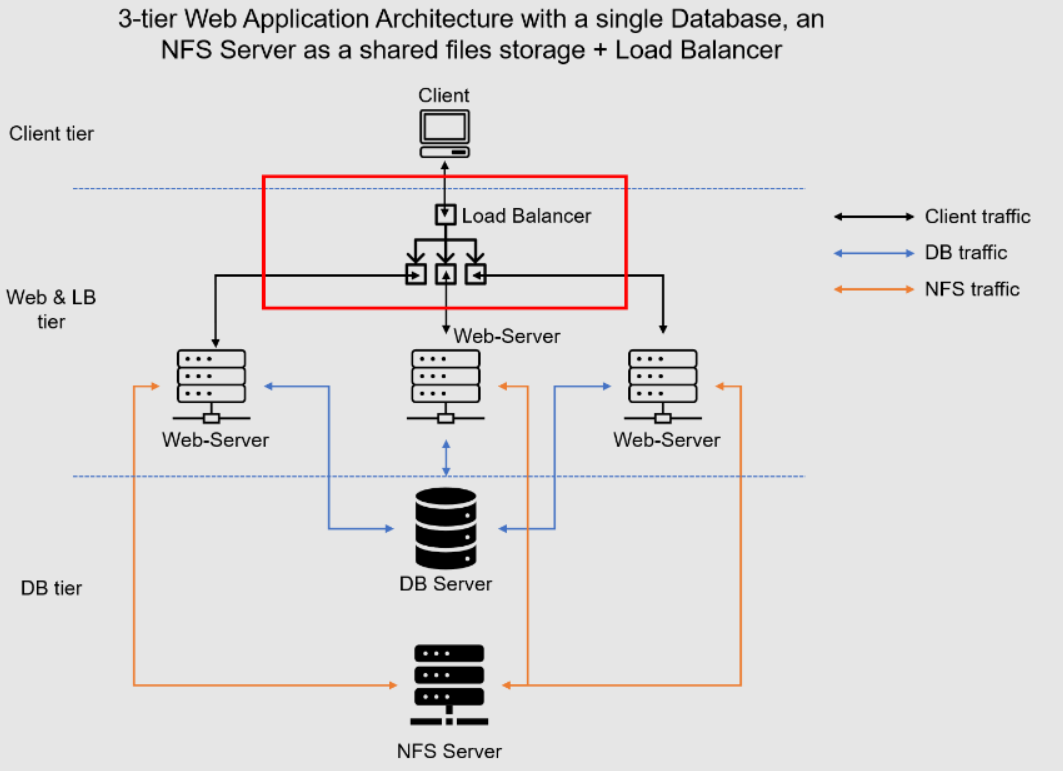 3-tier Web Application Architecture with a single Database, an
NFS Server as a shared files storage + Load Balancer
Client
Client tier
Load Balancer
Client traffic
DB traffic
NFS traffic
Web & LB
tier
Web-Server
Web-Server
Web-Server
DB Server
DB tier
NFS Server